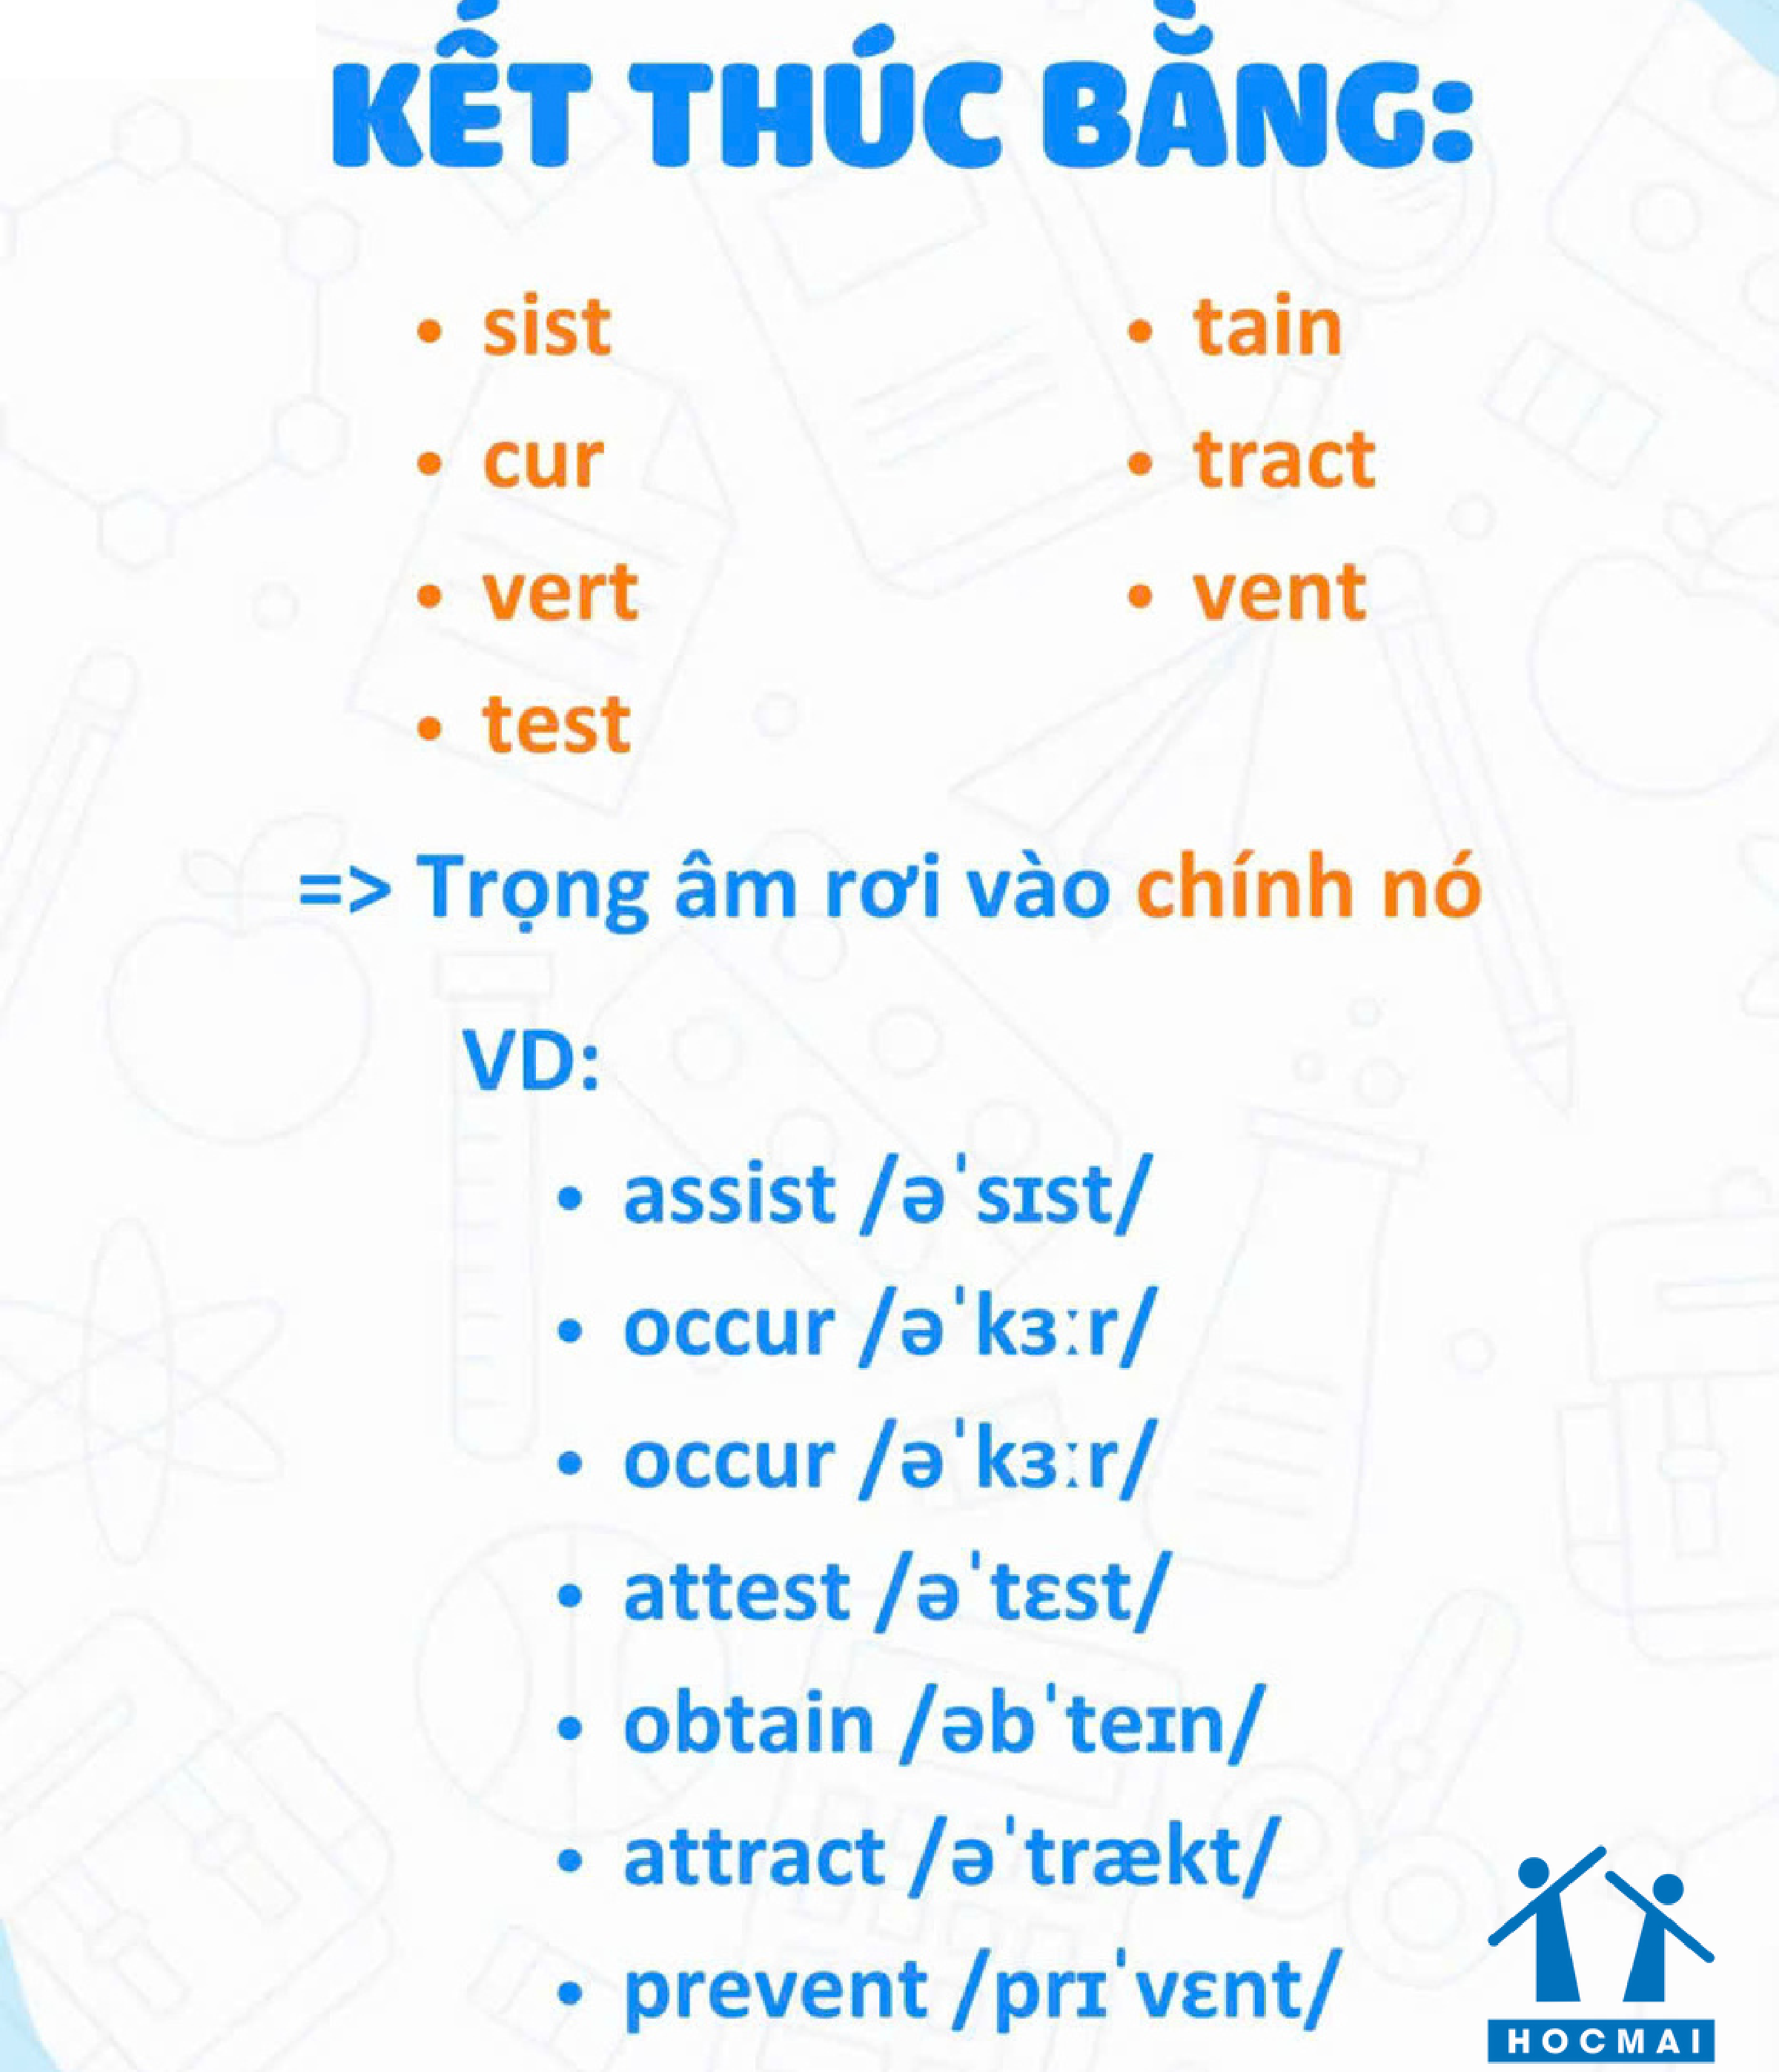 KẾT THÚC BẰNG:
• sist
• cur
• vert
• test
• tain
• tract
• vent
=> Trọng âm rơi vào chính nó
VD:
• assist /əˈsɪst/
• occur /əˈkɜːr/
• occur /əˈkɜːr/
• attest /əˈtɛst/
• obtain /əbˈteɪn/
• attract /əˈtrækt/
• prevent /prɪˈvɛnt/
HOCMAI